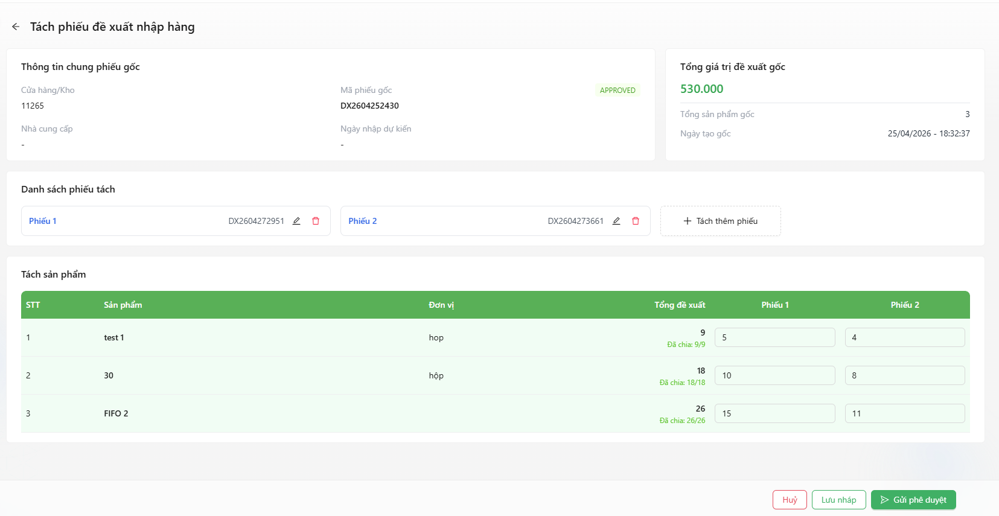 Tách phiếu đề xuất nhập hàng
Thông tin chung phiếu gốc
Cửa hàng/Kho
11265
Mã phiếu gốc
DX2604252430
APPROVED
Nhà cung cấp
-
Ngày nhập dự kiến
-
Tổng giá trị đề xuất gốc
530.000
Tổng sản phẩm gốc 3
Ngày tạo gốc 25/04/2026 - 18:32:37
Danh sách phiếu tách
Phiếu 1 DX2604272951
Phiếu 2 DX2604273661
Tách thêm phiếu
Tách sản phẩm
STT Sản phẩm Đơn vị Tổng đề xuất Phiếu 1 Phiếu 2
1 test 1 hop 9 5 4
Đã chia: 9/9
2 30 hộp 18 10 8
Đã chia: 18/18
3 FIFO 2 26 15 11
Đã chia: 26/26
Huỷ Lưu nháp Gửi phê duyệt